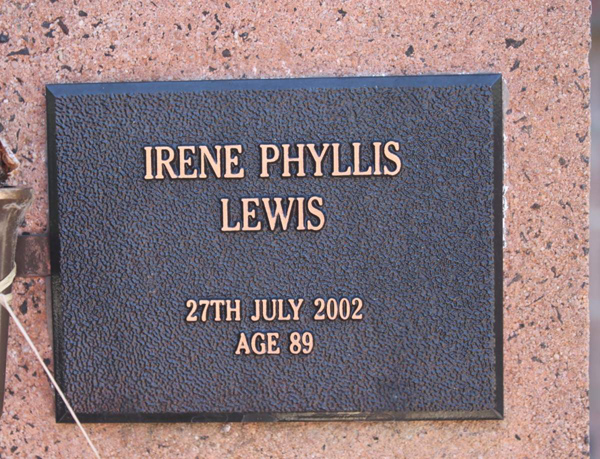 IRENE PHYLLIS
LEWIS
27TH JULY 2002
AGE 89